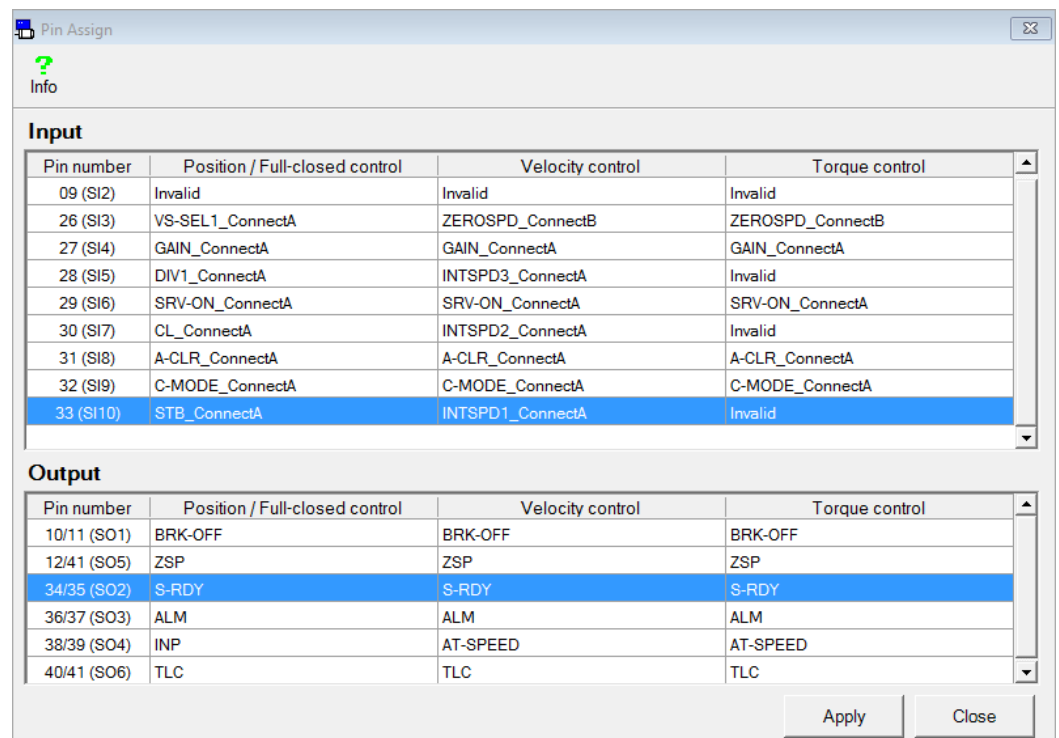 Pin Assign
?
Info
Input
Pin number Position / Full-closed control Velocity control Torque control
09 (SI2) Invalid Invalid Invalid
26 (SI3) VS-SEL1_ConnectA ZEROSPD_ConnectB ZEROSPD_ConnectB
27 (SI4) GAIN_ConnectA GAIN_ConnectA GAIN_ConnectA
28 (SI5) DIV1_ConnectA INTSPD3_ConnectA Invalid
29 (SI6) SRV-ON_ConnectA SRV-ON_ConnectA SRV-ON_ConnectA
30 (SI7) CL_ConnectA INTSPD2_ConnectA Invalid
31 (SI8) A-CLR_ConnectA A-CLR_ConnectA A-CLR_ConnectA
32 (SI9) C-MODE_ConnectA C-MODE_ConnectA C-MODE_ConnectA
33 (SI10) STB_ConnectA INTSPD1_ConnectA Invalid
Output
Pin number Position / Full-closed control Velocity control Torque control
10/11 (SO1) BRK-OFF BRK-OFF BRK-OFF
12/41 (SO5) ZSP ZSP ZSP
34/35 (SO2) S-RDY S-RDY S-RDY
36/37 (SO3) ALM ALM ALM
38/39 (SO4) INP AT-SPEED AT-SPEED
40/41 (SO6) TLC TLC TLC
Apply Close